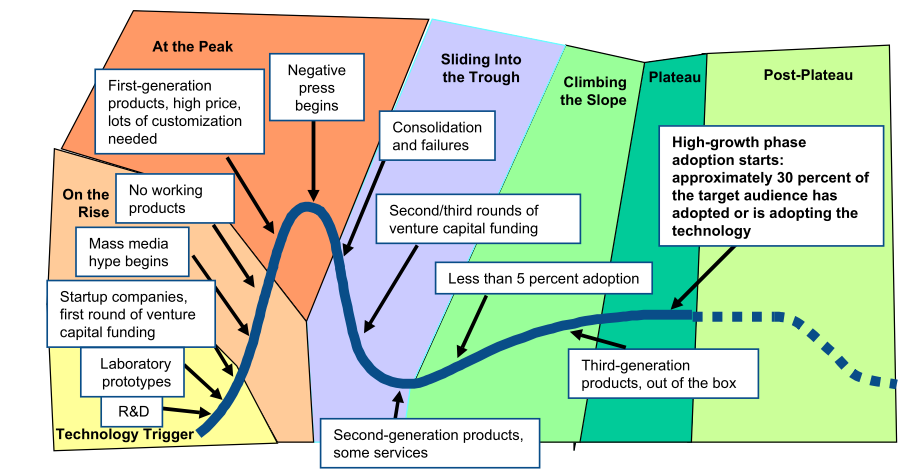 At the Peak
First-generation
products, high price,
lots of customization
needed
Negative
press
begins
Sliding Into
the Trough
Consolidation
and failures
Climbing
the Slope
Plateau
Post-Plateau
High-growth phase
adoption starts:
approximately 30 percent of
the target audience has
adopted or is adopting the
technology
On the
Rise
No working
products
Mass media
hype begins
Second/third rounds of
venture capital funding
Less than 5 percent adoption
Startup companies,
first round of venture
capital funding
Laboratory
prototypes
R&D
Technology Trigger
Third-generation
products, out of the box
Second-generation products,
some services